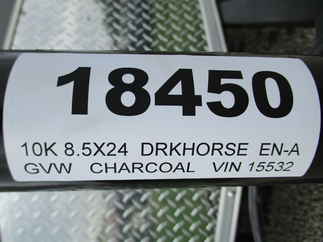 18450
10K 8.5X24 DRKHORSE EN-A
GVW CHARCOAL VIN 15532